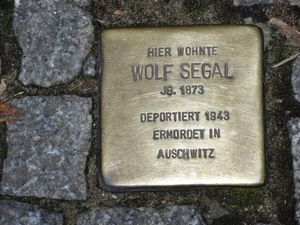 HIER WOHNTE
WOLF SEGAL
JG. 1873
DEPORTIERT 1943
ERMORDET IN
AUSCHWITZ